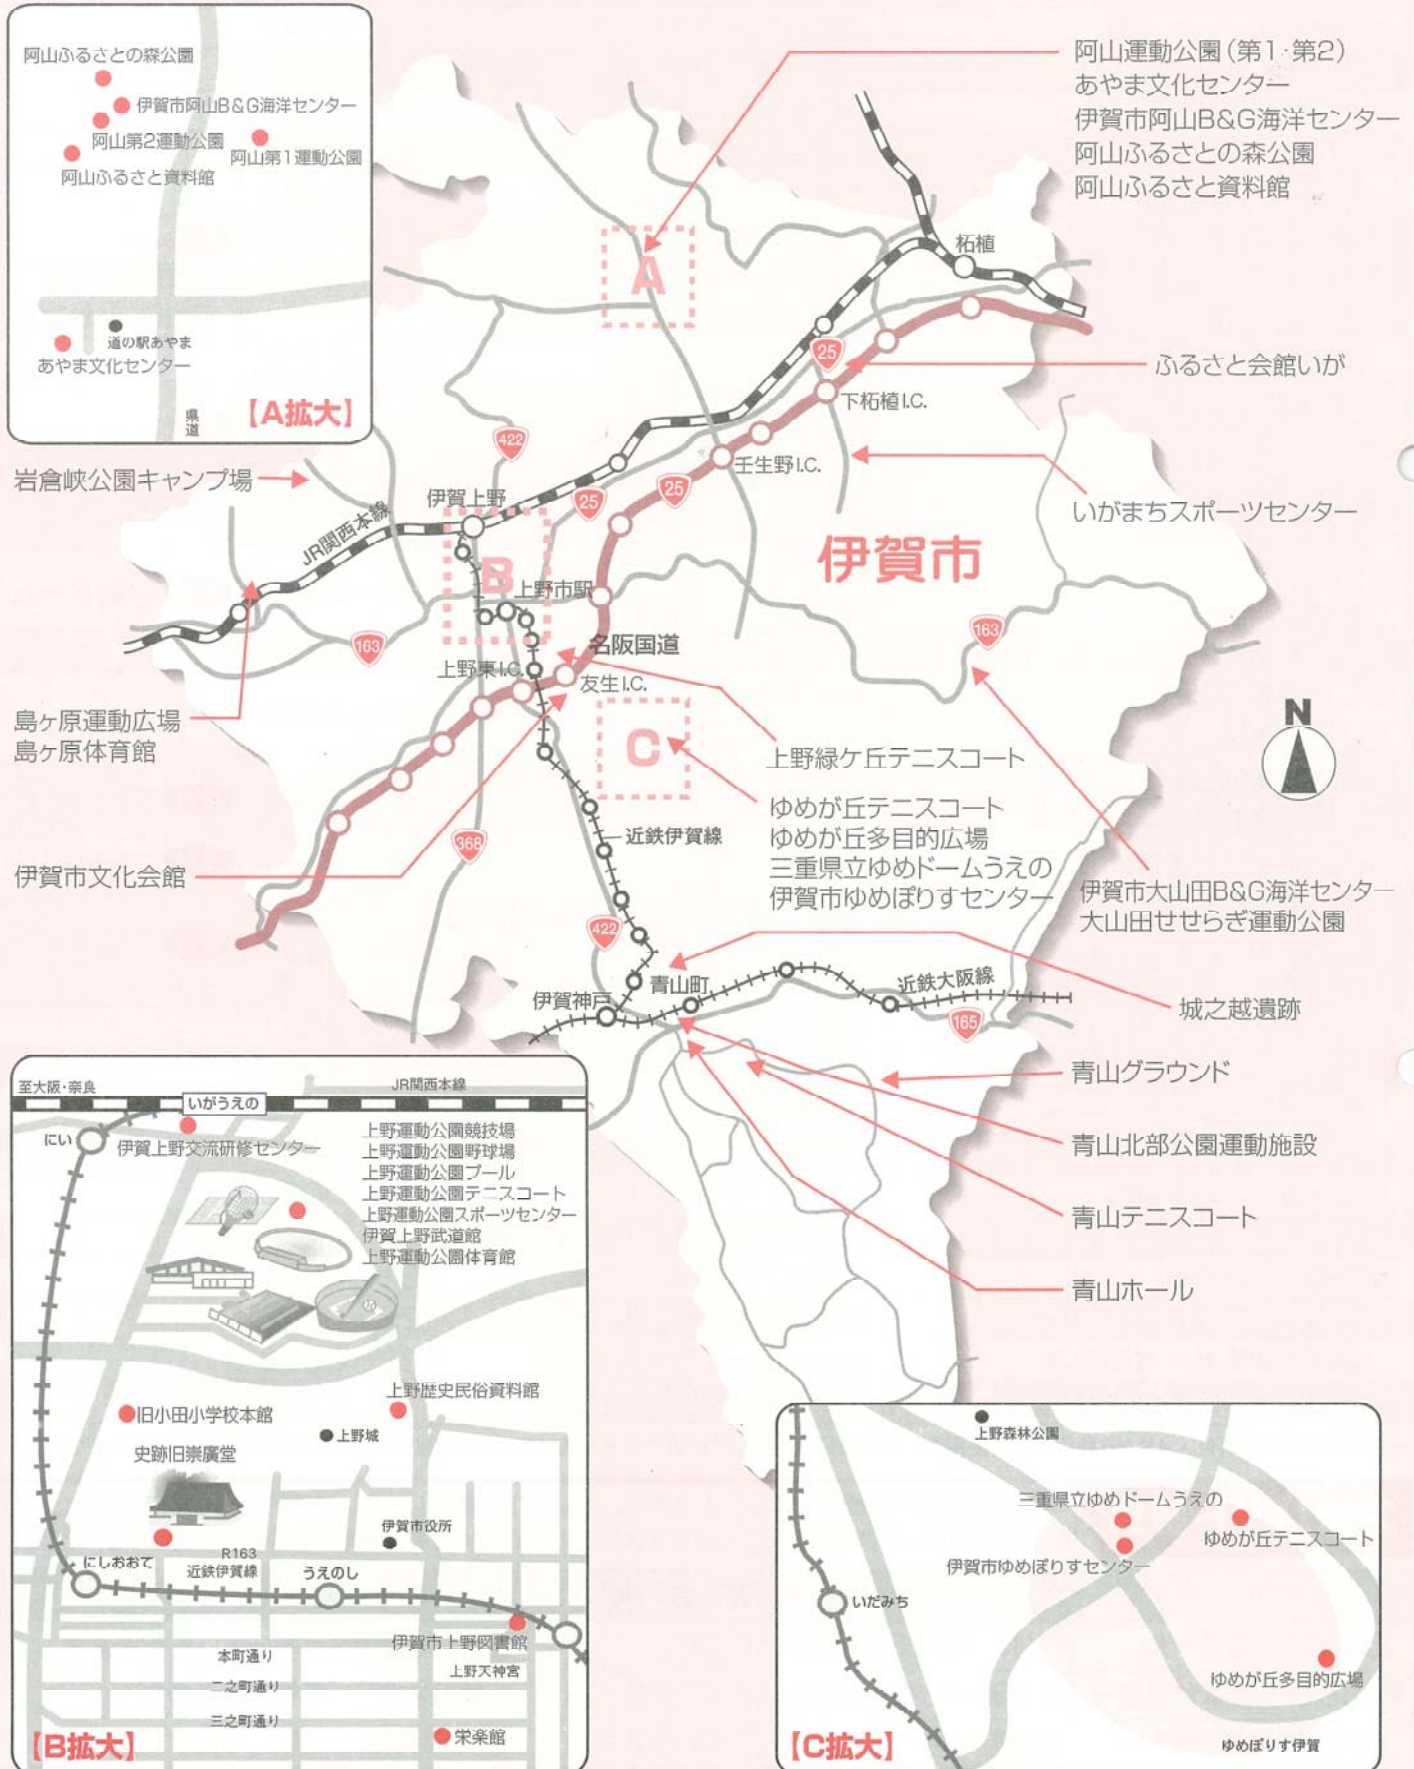 阿山ふるさとの森公園
伊賀市阿山B&G海洋センター
阿山第2運動公園
阿山第1運動公園
阿山ふるさと資料館
道の駅あやま
あやま文化センター
県道
【A拡大】
阿山運動公園(第1・第2)
あやま文化センター
伊賀市阿山B&G海洋センター
阿山ふるさとの森公園
阿山ふるさと資料館
A
柘植
25
ふるさと会館いが
下柘植I.C.
422
岩倉峡公園キャンプ場
壬生野I.C.
伊賀上野
25
25
いがまちスポーツセンター
JR関西本線
伊賀市
B
上野市駅
163
163
名阪国道
上野東I.C.
友生I.C.
島ヶ原運動広場
島ヶ原体育館
N
C
上野緑ケ丘テニスコート
ゆめが丘テニスコート
ゆめが丘多目的広場
三重県立ゆめドームうえの
伊賀市ゆめぽりすセンター
近鉄伊賀線
368
伊賀市文化会館
伊賀市大山田B&G海洋センター
大山田せせらぎ運動公園
422
青山町
近鉄大阪線
伊賀神戸
165
城之越遺跡
青山グラウンド
青山北部公園運動施設
青山テニスコート
青山ホール
至大阪・奈良
JR関西本線
いがうえの
にい
伊賀上野交流研修センター
上野運動公園競技場
上野運動公園野球場
上野運動公園プール
上野運動公園テニスコート
上野運動公園スポーツセンター
伊賀上野武道館
上野運動公園体育館
上野歴史民俗資料館
旧小田小学校本館
上野城
史跡旧崇廣堂
伊賀市役所
R163
にしおおて
近鉄伊賀線
うえのし
伊賀市上野図書館
本町通り
上野天神宮
二之町通り
三之町通り
栄楽館
【B拡大】
上野森林公園
三重県立ゆめドームうえの
ゆめが丘テニスコート
伊賀市ゆめぽりすセンター
いだみち
ゆめが丘多目的広場
ゆめぽりす伊賀
【C拡大】